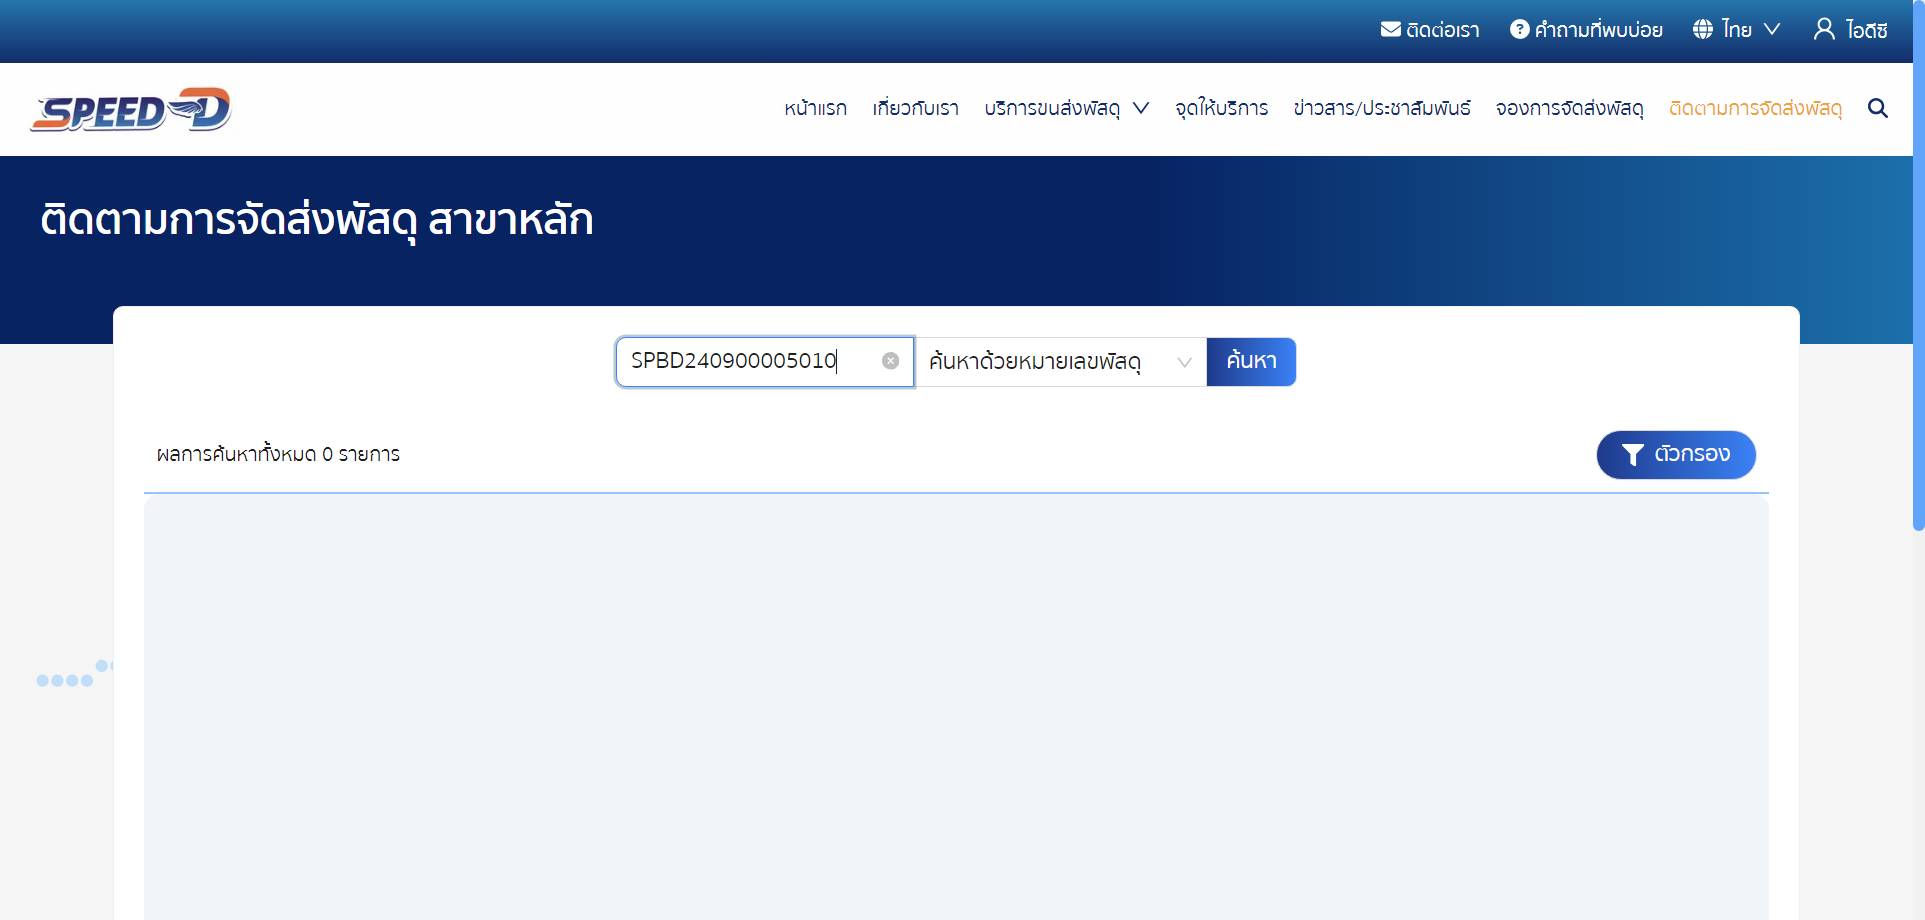 ติดต่อเรา คำถามที่พบบ่อย ไทย ไอดีซี
SPEED-D หน้าแรก เกี่ยวกับเรา บริการขนส่งพัสดุ จุดให้บริการ ข่าวสาร/ประชาสัมพันธ์ จองการจัดส่งพัสดุ ติดตามการจัดส่งพัสดุ
ติดตามการจัดส่งพัสดุ สาขาหลัก
SPBD240900005010 ค้นหาด้วยหมายเลขพัสดุ ค้นหา
ผลการค้นหาทั้งหมด 0 รายการ ตัวกรอง